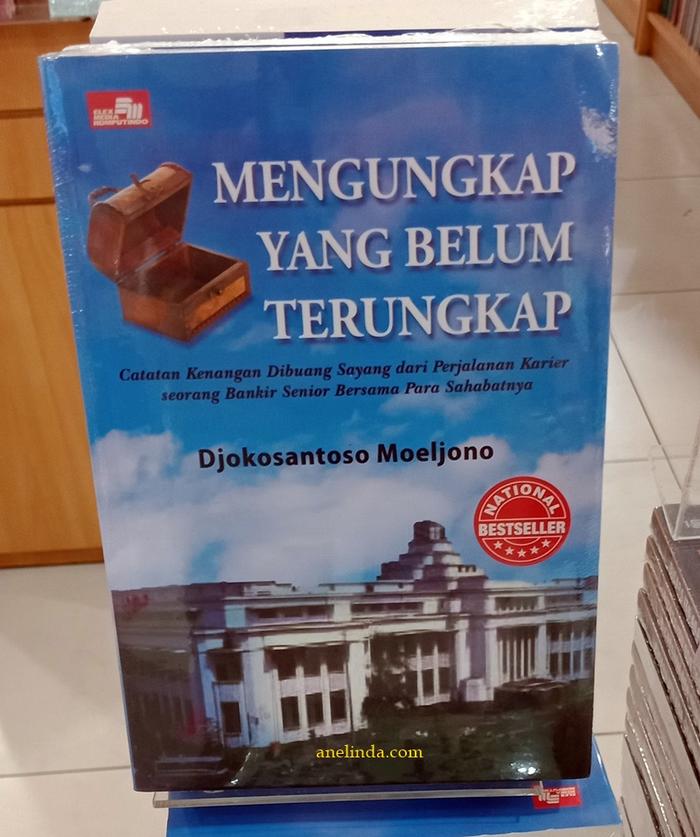 ELEX
MEDIA
KOMPUTINDO
MENGUNGKAP
YANG BELUM
TERUNGKAP
Catatan Kenangan Dibuang Sayang dari Perjalanan Karier
seorang Bankir Senior Bersama Para Sahabatnya
Djokosantoso Moeljono
NATIONAL
BESTSELLER
anelinda.com